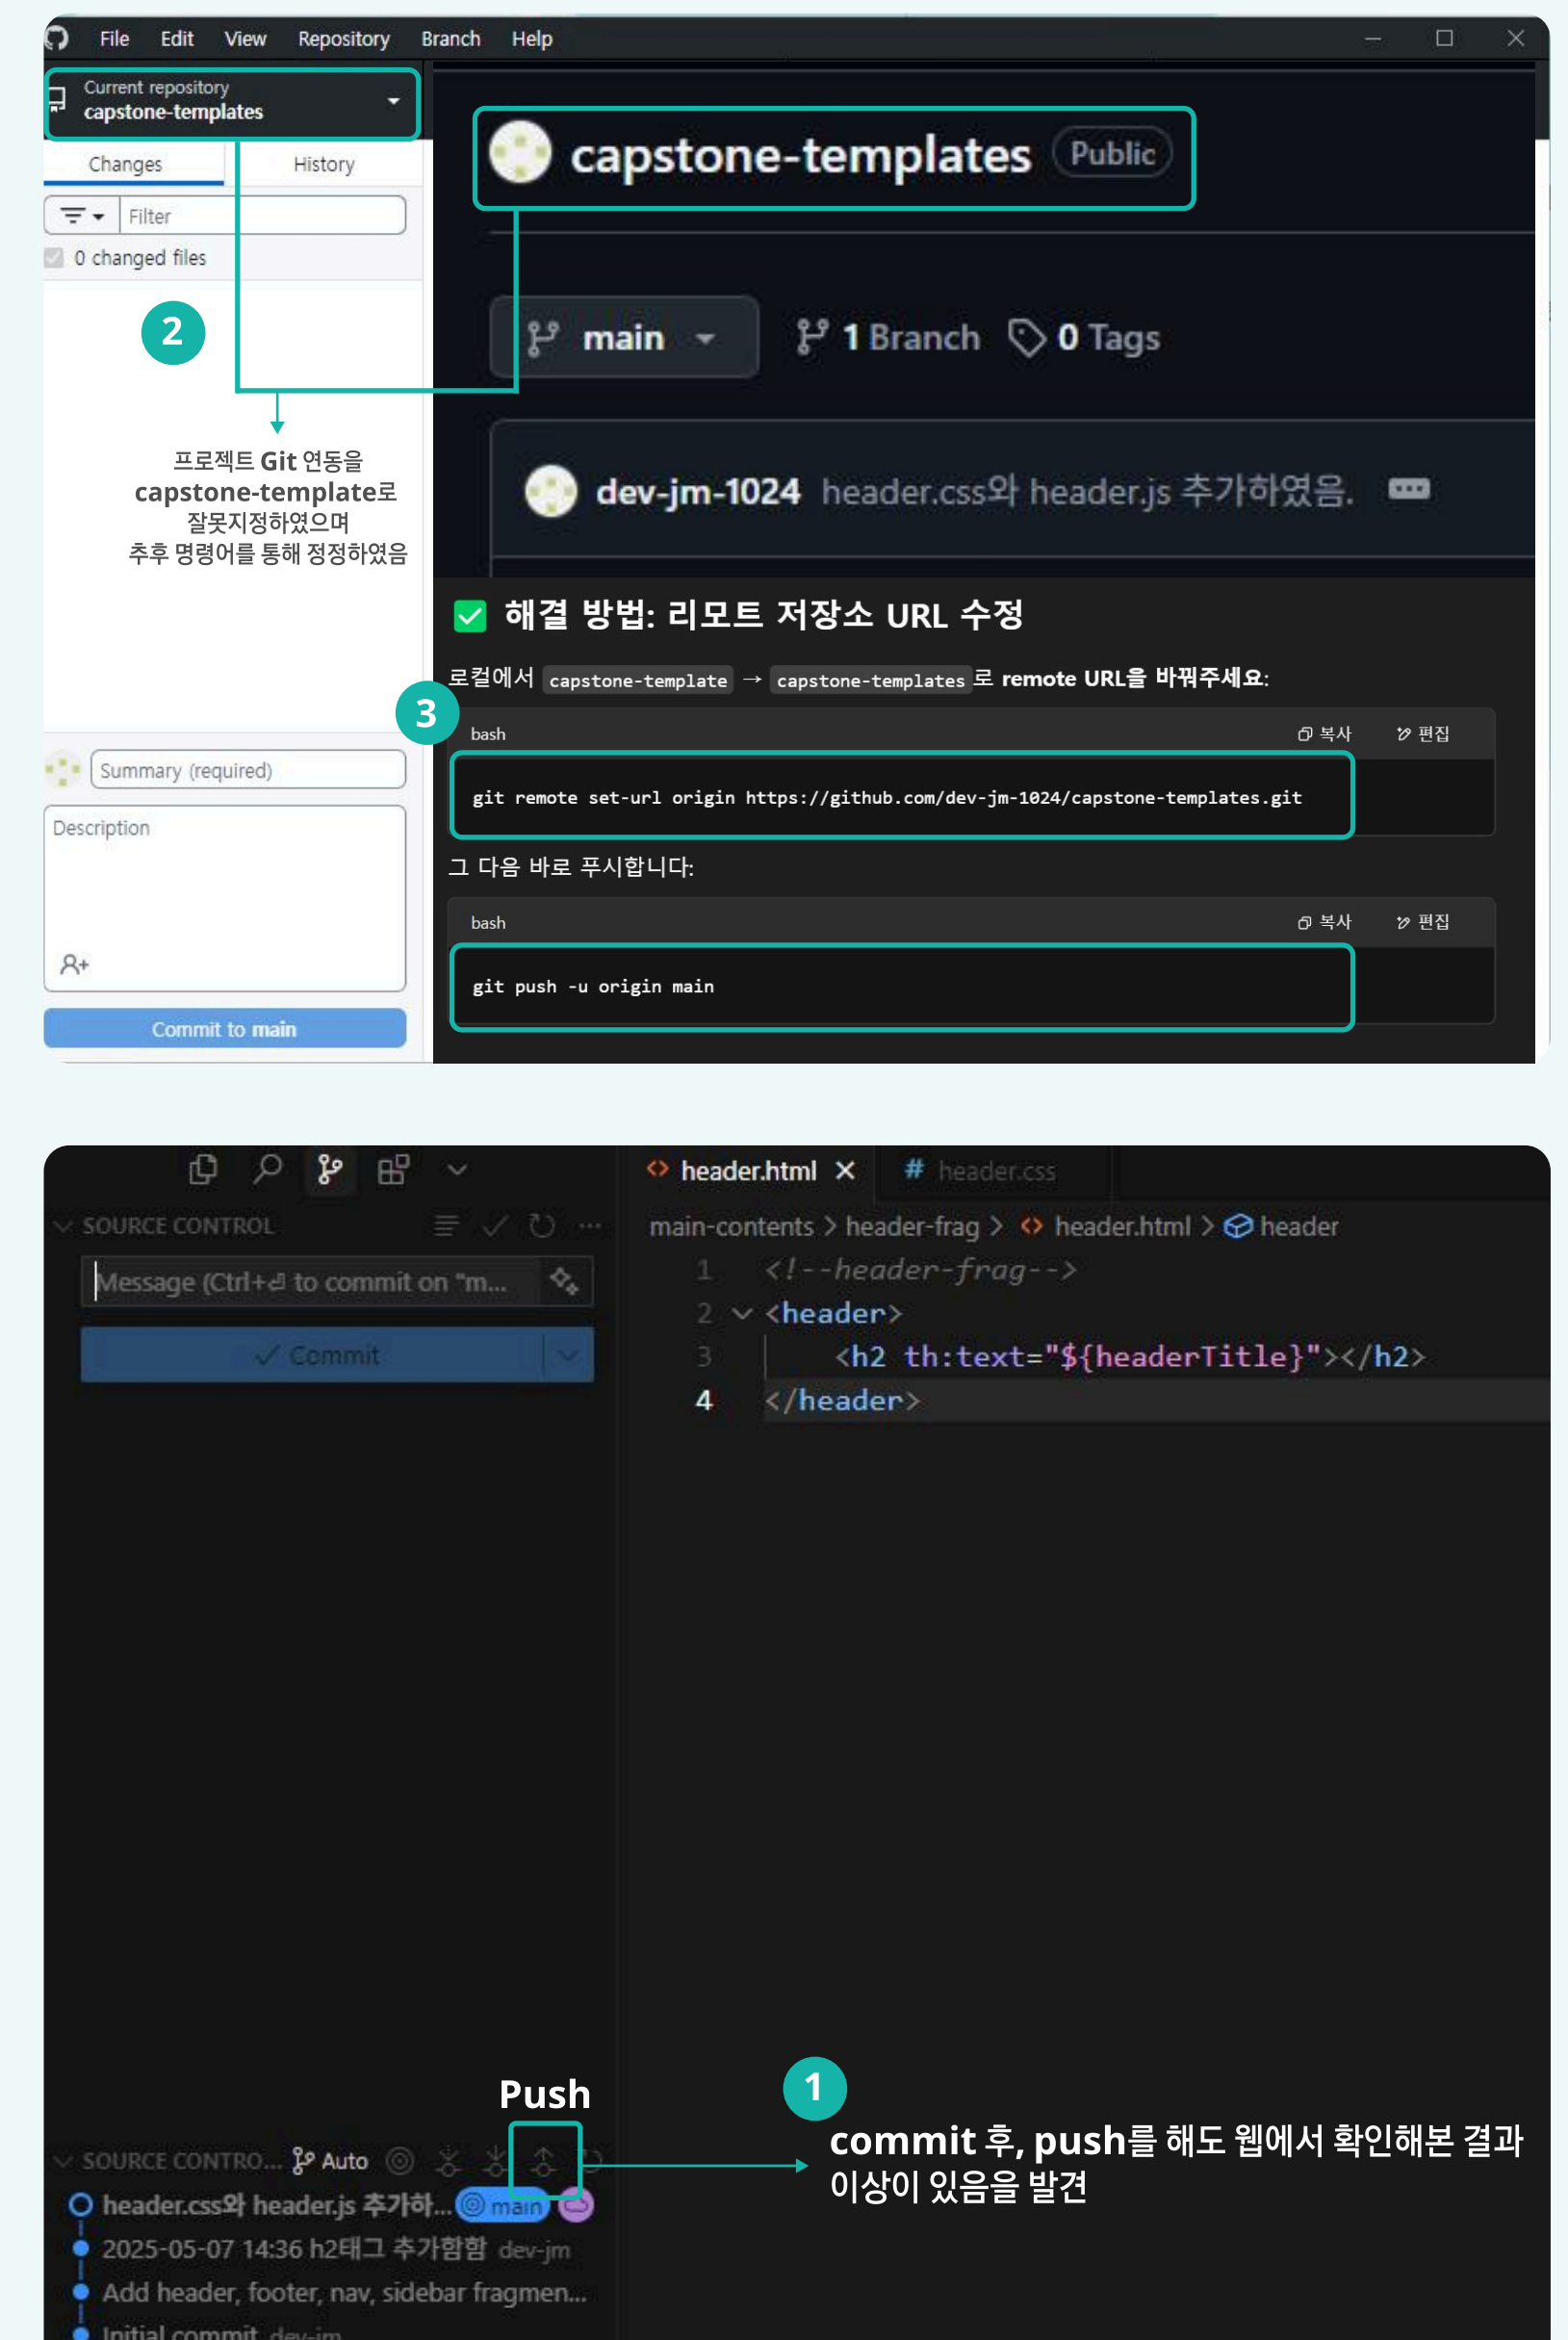 File Edit View Repository Branch Help
Current repository
capstone-templates
Changes History
Filter
0 changed files
2
프로젝트 Git 연동을
capstone-template로
잘못지정하였으며
추후 명령어를 통해 정정하였음
Summary (required)
Description
Commit to main
capstone-templates Public
main 1 Branch 0 Tags
dev-jm-1024 header.css와 header.js 추가하였음.
해결 방법: 리모트 저장소 URL 수정
로컬에서 capstone-template → capstone-templates로 remote URL을 바꿔주세요:
3
bash 복사 편집
git remote set-url origin https://github.com/dev-jm-1024/capstone-templates.git
그 다음 바로 푸시합니다:
bash 복사 편집
git push -u origin main
SOURCE CONTROL
Message (Ctrl+⏎ to commit on "m...
Commit
header.html # header.css
main-contents > header-frag > header.html > header
1 <!--header-frag-->
2 <header>
3 <h2 th:text="${headerTitle}"></h2>
4 </header>
Push
1
commit 후, push를 해도 웹에서 확인해본 결과
이상이 있음을 발견
SOURCE CONTRO... Auto
header.css와 header.js 추가하... main
2025-05-07 14:36 h2태그 추가함함 dev-jm
Add header, footer, nav, sidebar fragmen...
Initial commit dev-jm